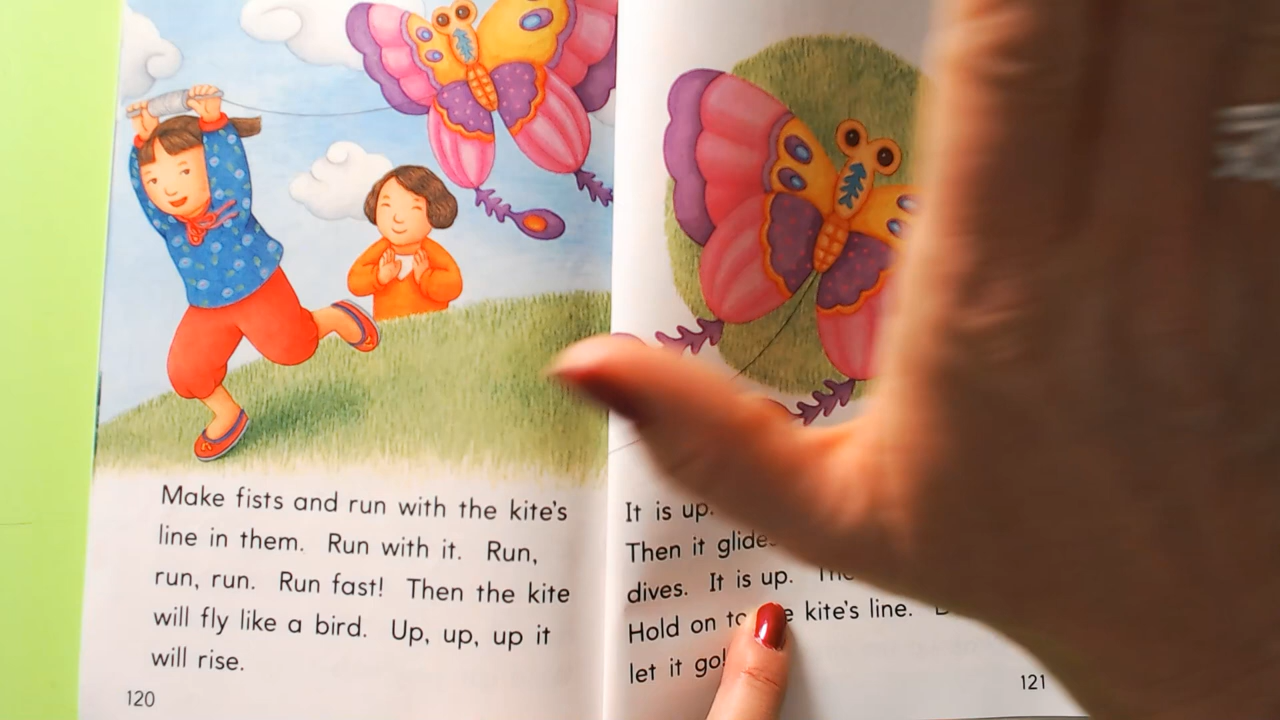 Make fists and run with the kite's
line in them. Run with it. Run,
run, run. Run fast! Then the kite
will fly like a bird. Up, up, up it
will rise.
120
It is up.
Then it glides
dives. It is up.
Hold on to kite's line.
let it go!
121